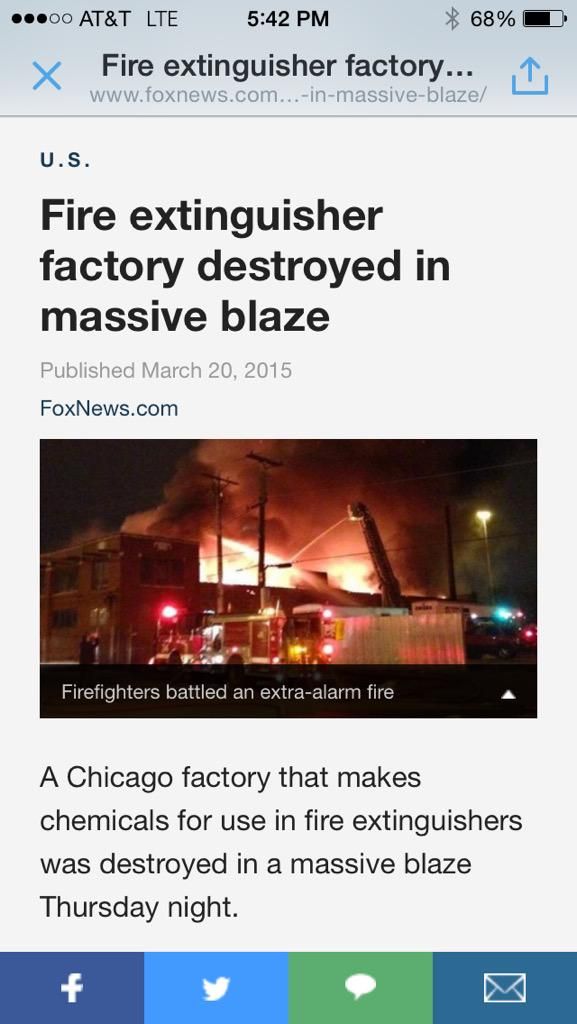 ●●●○○ AT&T LTE 5:42 PM 68%
Fire extinguisher factory...
www.foxnews.com...-in-massive-blaze/
U.S.
Fire extinguisher
factory destroyed in
massive blaze
Published March 20, 2015
FoxNews.com
Firefighters battled an extra-alarm fire
A Chicago factory that makes
chemicals for use in fire extinguishers
was destroyed in a massive blaze
Thursday night.